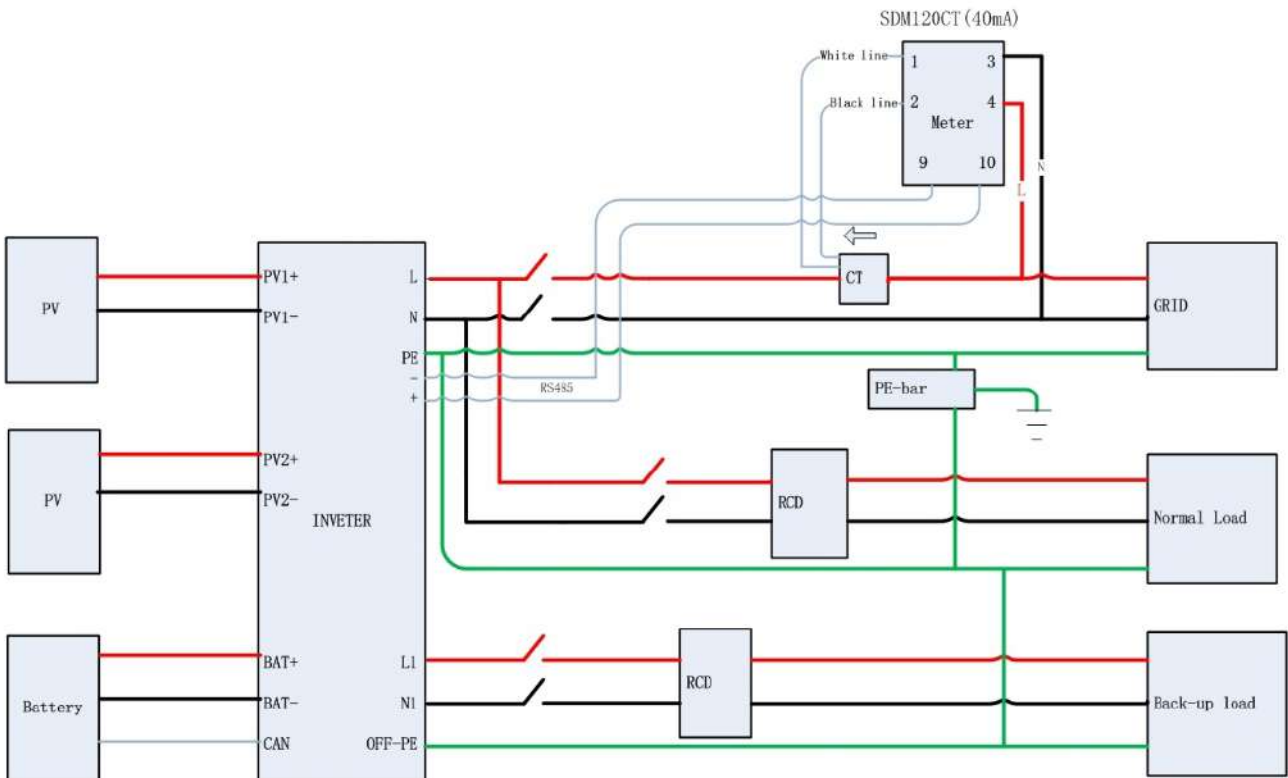 SDM120CT(40mA)
White line
1
3
Black line
2
4
Meter
9
10
N
L
PV
PV1+
PV1-
L
N
PE
-
+
RS485
CT
GRID
PE-bar
PV
PV2+
PV2-
INVETER
RCD
Normal Load
Battery
BAT+
BAT-
CAN
L1
N1
OFF-PE
RCD
Back-up load